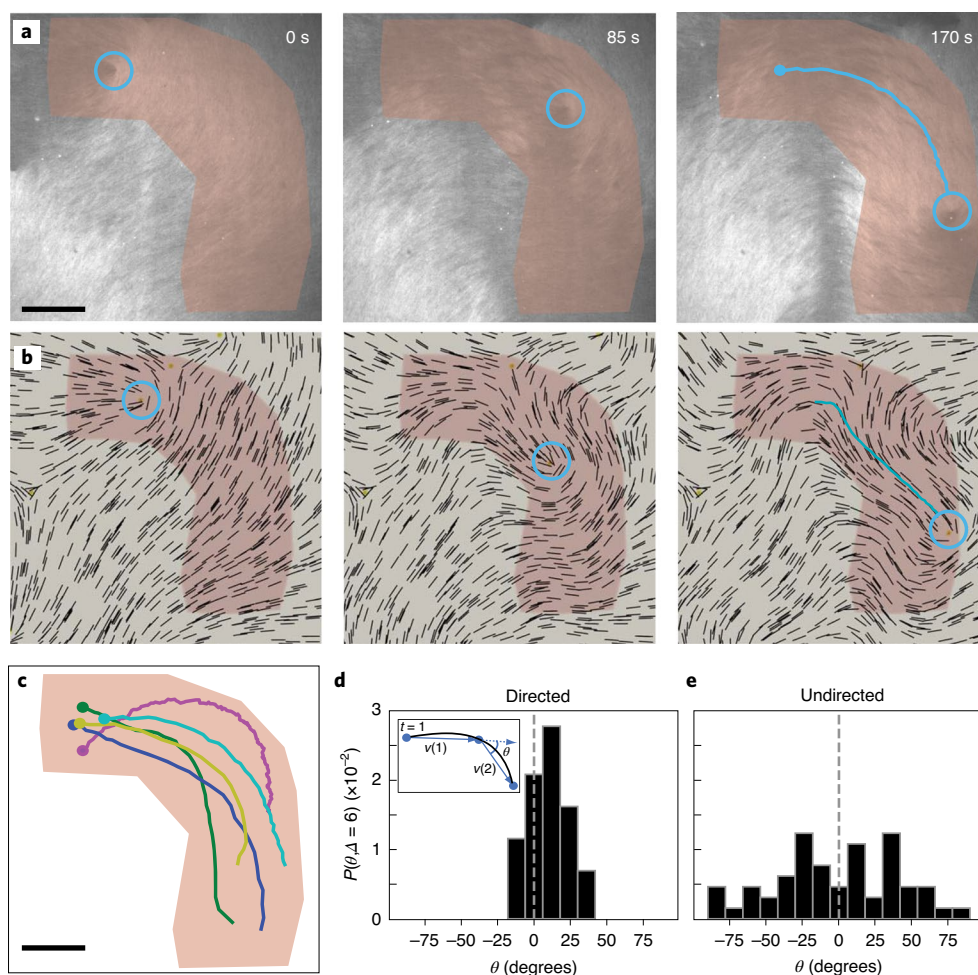 a
0 s
85 s
170 s
b
c
d
Directed
e
Undirected
P(θ,Δ = 6) (×10⁻²)
3
2
1
0
t = 1
v(1)
θ
v(2)
−75 −50 −25 0 25 50 75
θ (degrees)
−75 −50 −25 0 25 50 75
θ (degrees)